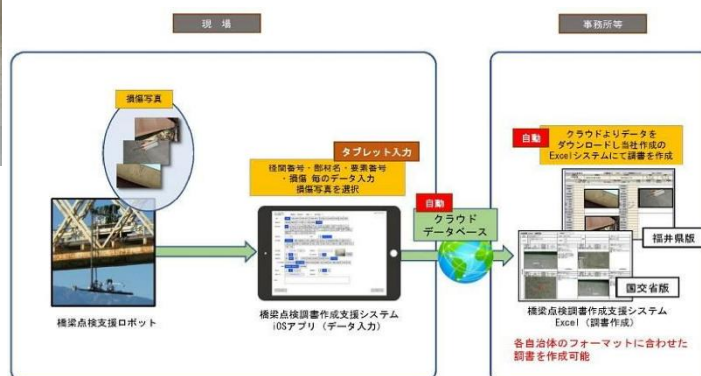 現 場
事務所等
損傷写真
タブレット入力
径間番号・部材名・要素番号
・損傷 毎のデータ入力
損傷写真を選択
自動
クラウド
データベース
自動
クラウドよりデータを
ダウンロードし当社作成の
Excelシステムにて調書を作成
福井県版
国交省版
橋梁点検支援ロボット
橋梁点検調書作成支援システム
iOSアプリ（データ入力）
橋梁点検調書作成支援システム
Excel（調書作成）
各自治体のフォーマットに合わせた
調書を作成可能